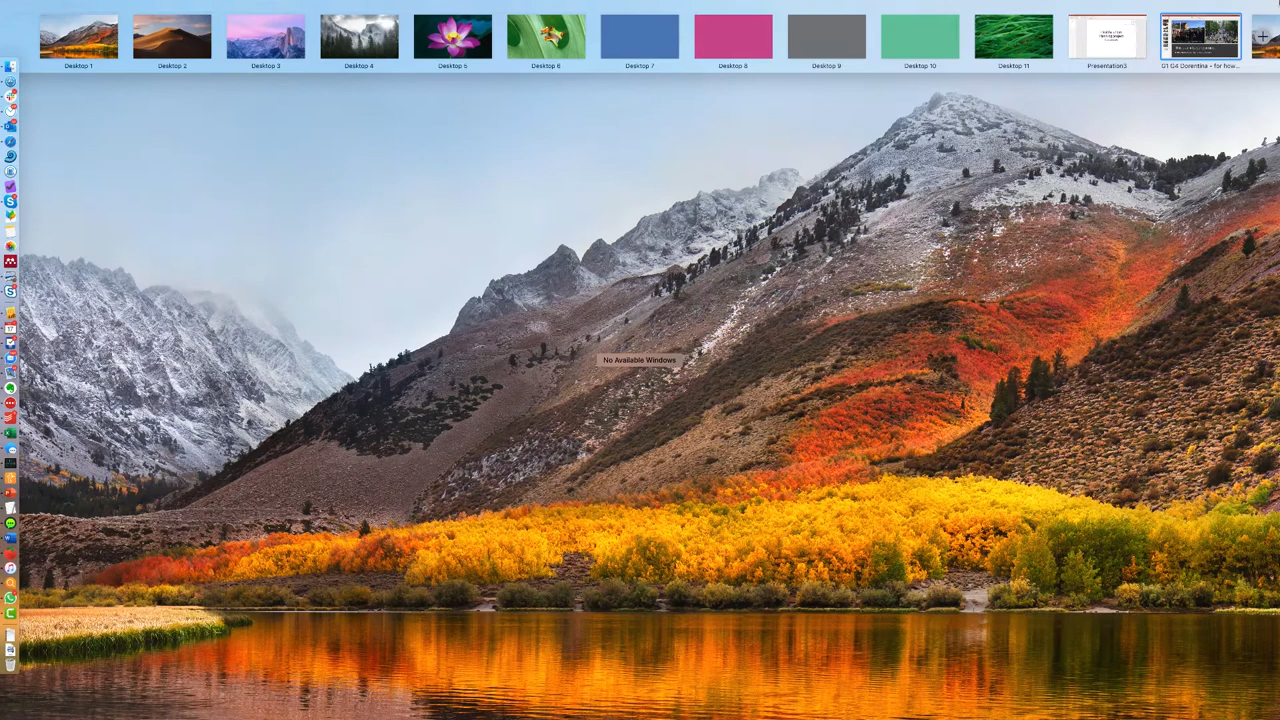 Desktop 1
Desktop 2
Desktop 3
Desktop 4
Desktop 5
Desktop 6
Desktop 7
Desktop 8
Desktop 9
Desktop 10
Desktop 11
Presentation3
G1 G4 Dorentina - for how...
No Available Windows
17